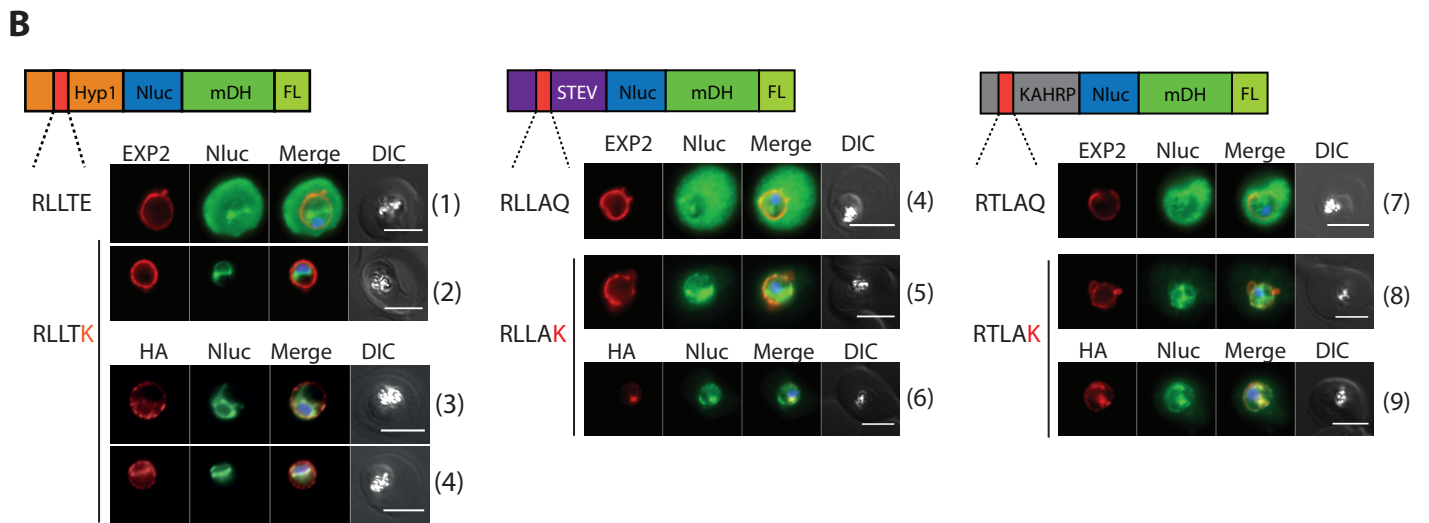 B
Hyp1 Nluc mDH FL
EXP2 Nluc Merge DIC
RLLTE
(1)
(2)
RLLTK
HA Nluc Merge DIC
(3)
(4)
STEV Nluc mDH FL
EXP2 Nluc Merge DIC
RLLAQ
(4)
(5)
RLLAK
HA Nluc Merge DIC
(6)
KAHRP Nluc mDH FL
EXP2 Nluc Merge DIC
RTLAQ
(7)
(8)
RTLAK
HA Nluc Merge DIC
(9)